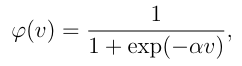 φ(v) = 1 / (1 + exp(−αv)),